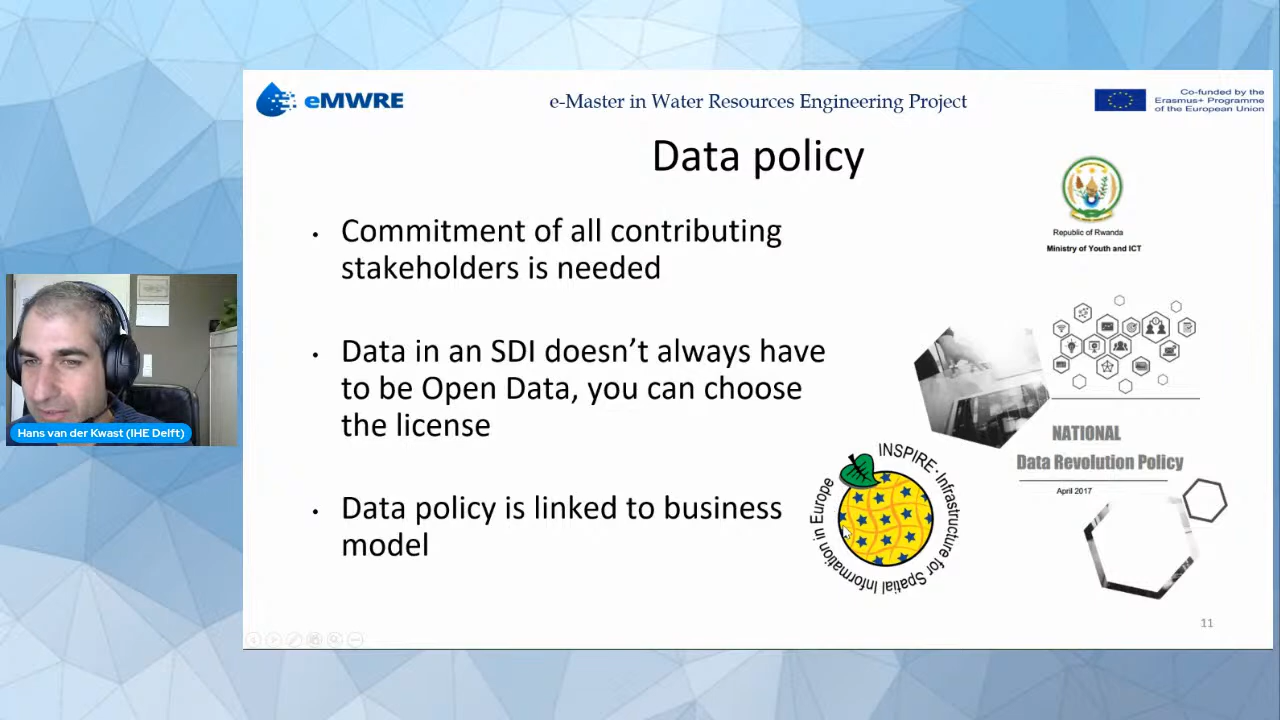 eMWRE
e-Master in Water Resources Engineering Project
Co-funded by the
Erasmus+ Programme
of the European Union
Data policy
• Commitment of all contributing
stakeholders is needed
• Data in an SDI doesn’t always have
to be Open Data, you can choose
the license
• Data policy is linked to business
model
Republic of Rwanda
Ministry of Youth and ICT
NATIONAL
Data Revolution Policy
April 2017
INSPIRE - Infrastructure for Spatial Information in Europe
Hans van der Kwast (IHE Delft)
11